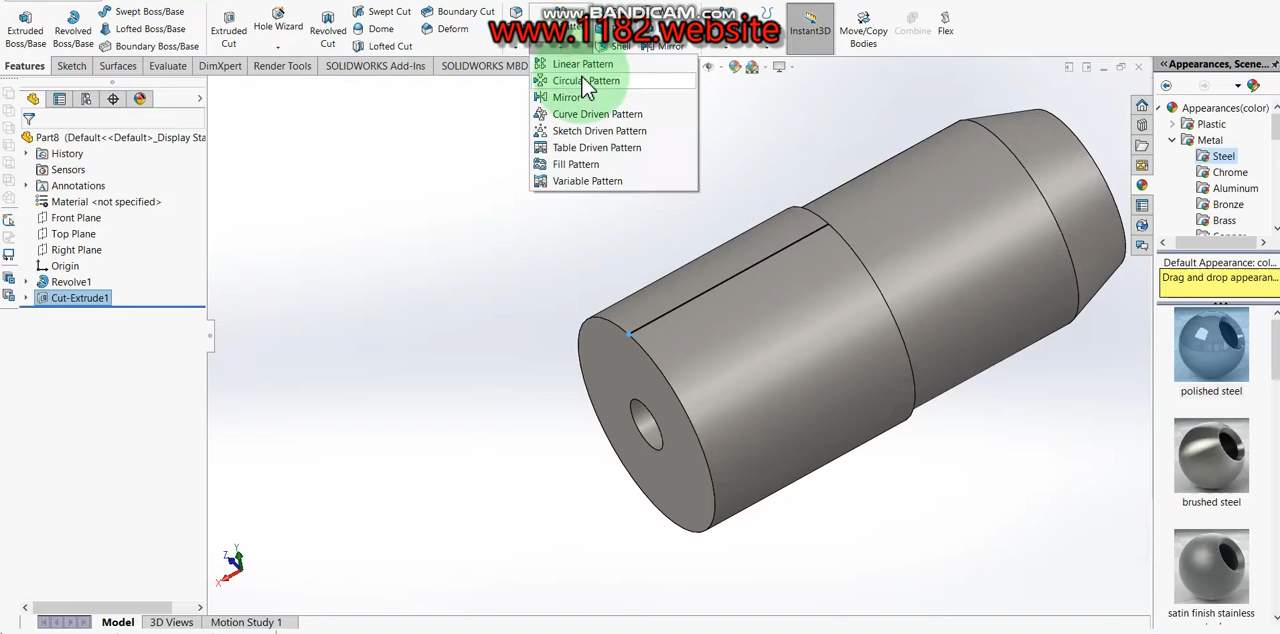 www.BANDICAM.com
www.1182.website
Extruded Boss/Base
Revolved Boss/Base
Swept Boss/Base
Lofted Boss/Base
Boundary Boss/Base
Extruded Cut
Hole Wizard
Revolved Cut
Swept Cut
Dome
Lofted Cut
Boundary Cut
Deform
Shell
Mirror
Instant3D
Move/Copy Bodies
Combine
Flex
Features
Sketch
Surfaces
Evaluate
DimXpert
Render Tools
SOLIDWORKS Add-Ins
SOLIDWORKS MBD
Linear Pattern
Circular Pattern
Mirror
Curve Driven Pattern
Sketch Driven Pattern
Table Driven Pattern
Fill Pattern
Variable Pattern
Part8 (Default<<Default>_Display Sta
History
Sensors
Annotations
Material <not specified>
Front Plane
Top Plane
Right Plane
Origin
Revolve1
Cut-Extrude1
Y
Z
X
Model
3D Views
Motion Study 1
Appearances, Scene...
Appearances(color)
Plastic
Metal
Steel
Chrome
Aluminum
Bronze
Brass
Default Appearance: col...
Drag and drop appearan...
polished steel
brushed steel
satin finish stainless